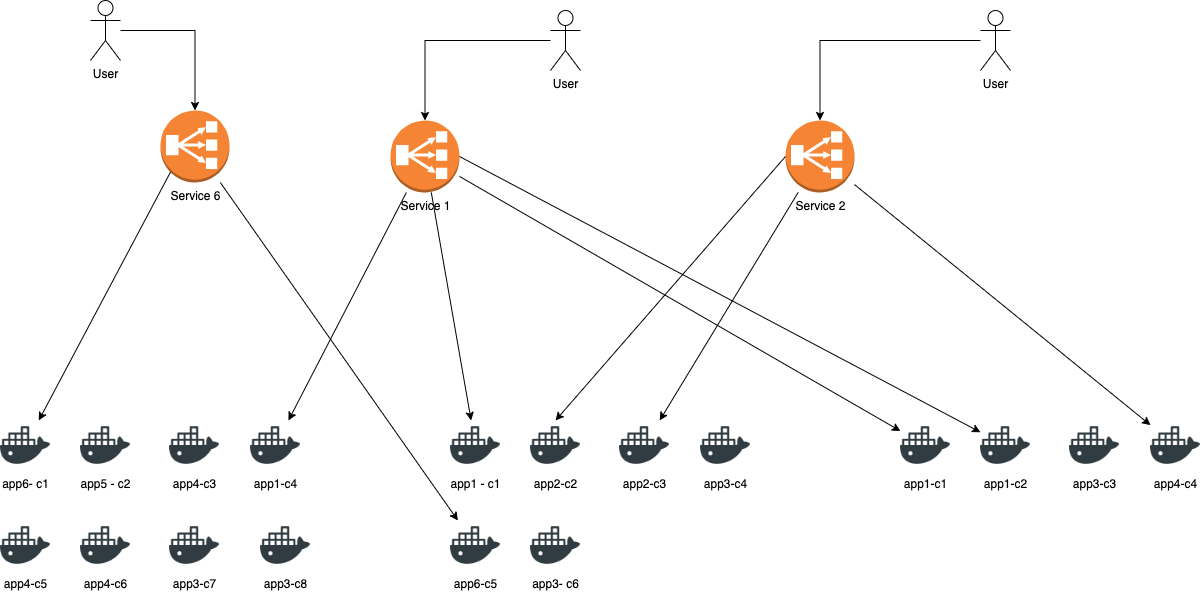 User
User
User
Service 6
Service 1
Service 2
app6- c1
app5 - c2
app4-c3
app1-c4
app1 - c1
app2-c2
app2-c3
app3-c4
app1-c1
app1-c2
app3-c3
app4-c4
app4-c5
app4-c6
app3-c7
app3-c8
app6-c5
app3- c6